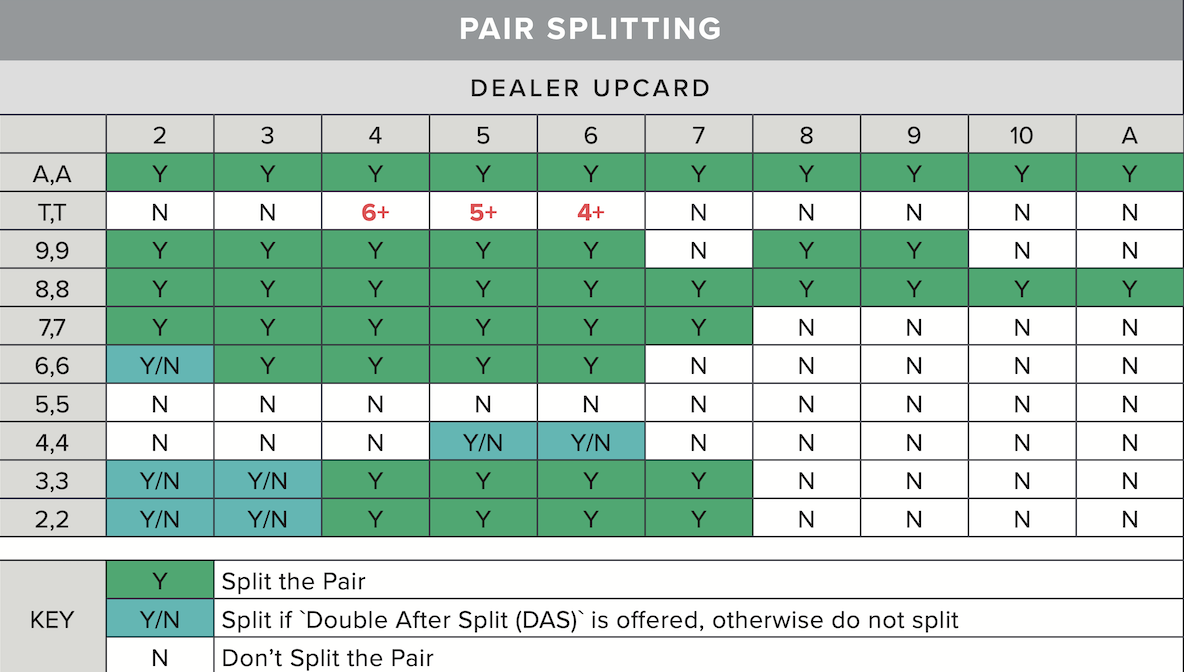 PAIR SPLITTING
DEALER UPCARD
2 3 4 5 6 7 8 9 10 A
A,A Y Y Y Y Y Y Y Y Y Y
T,T N N 6+ 5+ 4+ N N N N N
9,9 Y Y Y Y Y N Y Y N N
8,8 Y Y Y Y Y Y Y Y Y Y
7,7 Y Y Y Y Y Y N N N N
6,6 Y/N Y Y Y Y N N N N N
5,5 N N N N N N N N N N
4,4 N N N Y/N Y/N N N N N N
3,3 Y/N Y/N Y Y Y Y N N N N
2,2 Y/N Y/N Y Y Y Y N N N N
Y Split the Pair
KEY Y/N Split if `Double After Split (DAS)` is offered, otherwise do not split
N Don’t Split the Pair